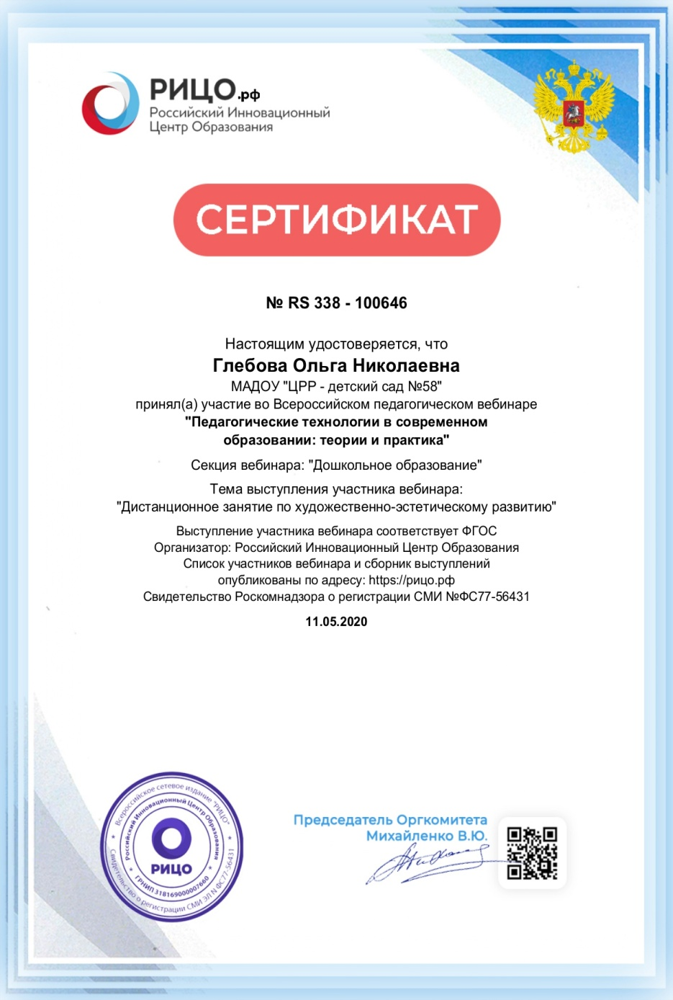 РИЦО.рф
Российский Инновационный
Центр Образования
СЕРТИФИКАТ
№ RS 338 - 100646
Настоящим удостоверяется, что
Глебова Ольга Николаевна
МАДОУ "ЦРР - детский сад №58"
принял(а) участие во Всероссийском педагогическом вебинаре
"Педагогические технологии в современном
образовании: теории и практика"
Секция вебинара: "Дошкольное образование"
Тема выступления участника вебинара:
"Дистанционное занятие по художественно-эстетическому развитию"
Выступление участника вебинара соответствует ФГОС
Организатор: Российский Инновационный Центр Образования
Список участников вебинара и сборник выступлений
опубликованы по адресу: https://рицо.рф
Свидетельство Роскомнадзора о регистрации СМИ №ФС77-56431
11.05.2020
Всероссийское сетевое издание "РИЦО"
Свидетельство о регистрации СМИ ЭЛ N ФС77-56431
Российский Инновационный Центр Образования
ГРНИП 318169000007660
РИЦО
Председатель Оргкомитета
Михайленко В.Ю.